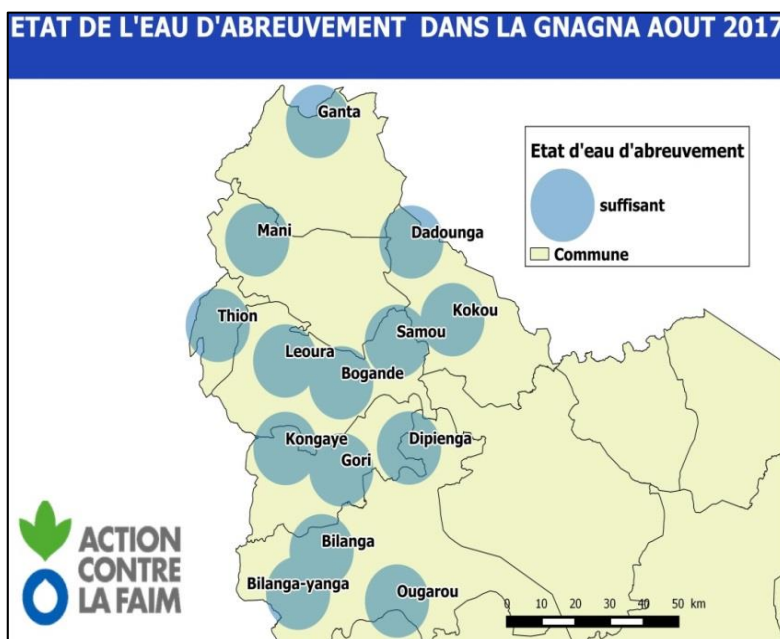 ETAT DE L'EAU D'ABREUVEMENT DANS LA GNAGNA AOUT 2017
Ganta
Etat d'eau d'abreuvement
suffisant
Commune
Mani
Dadounga
Thion
Kokou
Samou
Leoura
Bogande
Kongaye
Dipienga
Gori
Bilanga
Bilanga-yanga
Ougarou
ACTION
CONTRE
LA FAIM
0 10 20 30 40 50 km